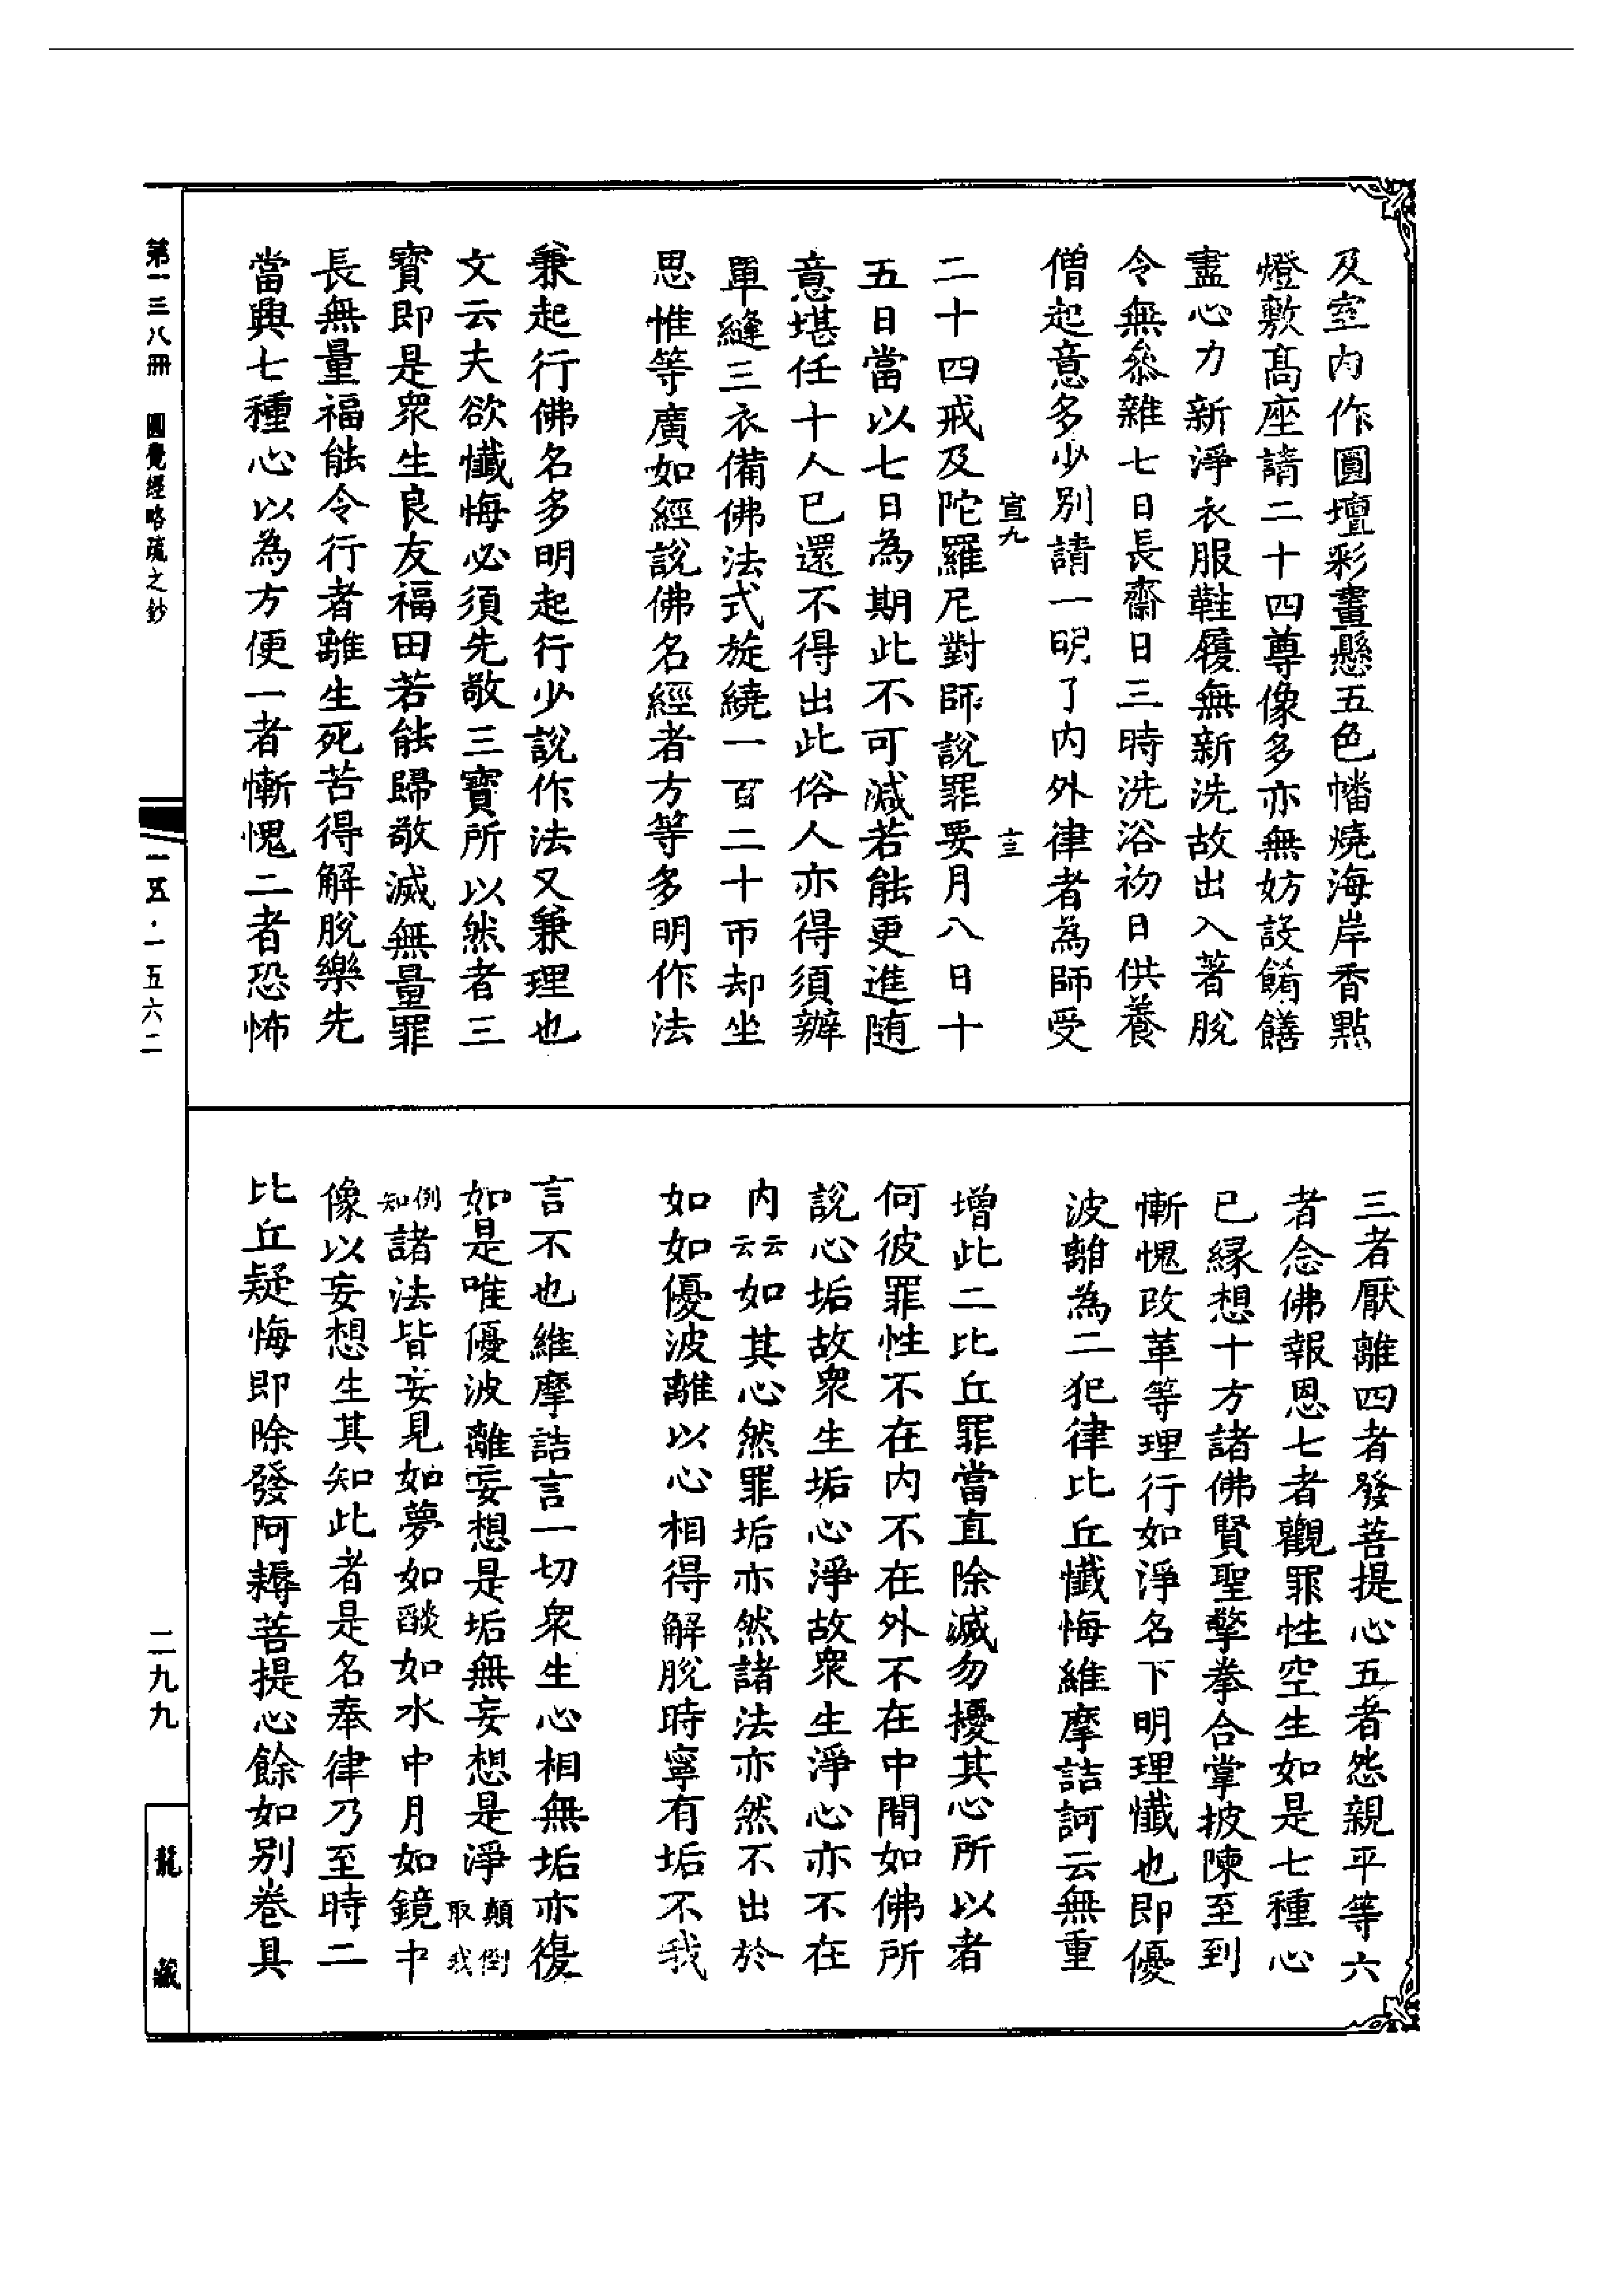 及室内作圓壇彩畫懸五色幡燒海岸香點
燈敷髙座請二十四尊像多亦無妨設餚饍
盡心力新淨衣服鞋履無新洗故出入著脫
令無叅雜七日長齋日三時洗浴初日供養
僧起意多少别請一明了内外律者為師受
宣九
十三
二十四戒及陀羅尼對師說罪要月八日十
五日當以七日為期此不可減若能更進随
意堪任十人已還不得出此俗人亦得須辦
單縫三衣備佛法式旋繞一百二十帀却坐
思惟等廣如經說佛名經者方等多明作法
兼起行佛名多明起行少說作法又兼理也
文云夫欲懺悔必須先敬三寶所以然者三
寶即是衆生良友福田若能歸敬滅無量罪
長無量福能令行者離生死苦得解脫樂先
當興七種心以為方便一者慚愧二者恐怖
三者厭離四者發菩提心五者怨親平等六
者念佛報恩七者觀罪性空生如是七種心
已緣想十方諸佛賢聖擎拳合掌披陳至到
慚愧改革等理行如淨名下明理懺也即優
波離為二犯律比丘懺悔維摩詰訶云無重
增此二比丘罪當直除滅勿擾其心所以者
何彼罪性不在内不在外不在中間如佛所
說心垢故衆生垢心淨故衆生淨心亦不在
内云云如其心然罪垢亦然諸法亦然不出於
如如優波離以心相得解脫時寧有垢不我
言不也維摩詰言一切衆生心相無垢亦復
如是唯優波離妄想是垢無妄想是淨顛倒取我
例知諸法皆妄見如夢如燄如水中月如鏡中
像以妄想生其知此者是名奉律乃至時二
比丘疑悔即除發阿耨菩提心餘如别卷具
第一三八冊　圓覺經略疏之鈔
一五五·一五六二
二九九
龍藏